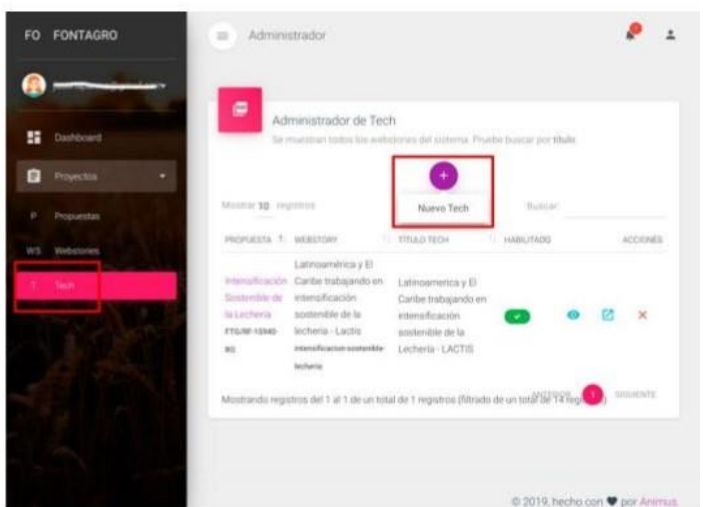 FO FONTAGRO
Administrador
Administrador de Tech
Se muestran todos los webstories del sistema. Pruebe buscar por título.
Dashboard
Proyectos
P Propuestas
WS Webstories
T Tech
Nuevo Tech
Mostrar 10 registros
Buscar:
PROPUESTA WEBSTORY TÍTULO TECH HABILITADO ACCIONES
Intensificación
Sostenible de
la Lechería
Latinoamérica y El
Caribe trabajando en
intensificación
sostenible de la
lechería - Lactis
intensificacion-sostenible-
lecheria
Latinoamerica y El
Caribe trabajando en
intensificación
sostenible de la
Lechería - LACTIS
Mostrando registros del 1 al 1 de un total de 1 registros (filtrado de un total de 14 registros)
ANTERIOR 1 SIGUIENTE
© 2019, hecho con por Animus.